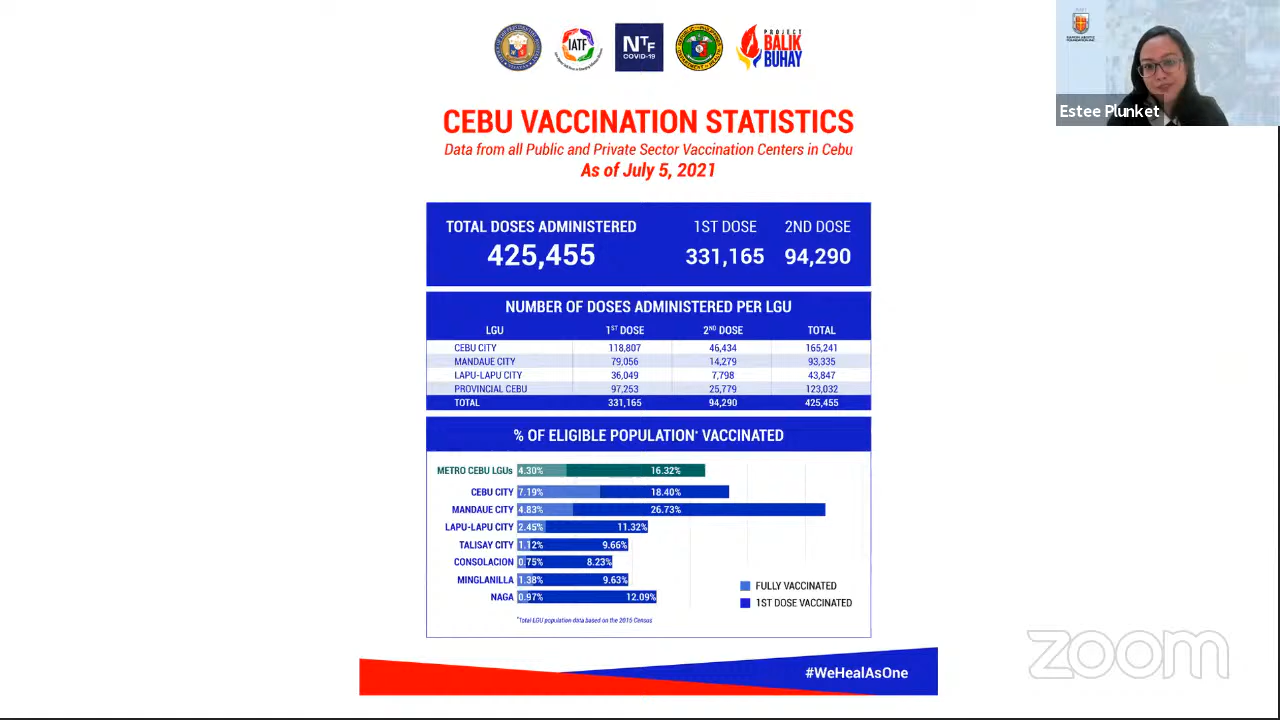 IATF
NTF
COVID-19
PROJECT
BALIK
BUHAY
CEBU VACCINATION STATISTICS
Data from all Public and Private Sector Vaccination Centers in Cebu
As of July 5, 2021
TOTAL DOSES ADMINISTERED 1ST DOSE 2ND DOSE
425,455 331,165 94,290
NUMBER OF DOSES ADMINISTERED PER LGU
LGU 1ST DOSE 2ND DOSE TOTAL
CEBU CITY 118,807 46,434 165,241
MANDAUE CITY 79,056 14,279 93,335
LAPU-LAPU CITY 36,049 7,798 43,847
PROVINCIAL CEBU 97,253 25,779 123,032
TOTAL 331,165 94,290 425,455
% OF ELIGIBLE POPULATION* VACCINATED
METRO CEBU LGUs 4.30% 16.32%
CEBU CITY 7.19% 18.40%
MANDAUE CITY 4.83% 26.73%
LAPU-LAPU CITY 2.45% 11.32%
TALISAY CITY 1.12% 9.66%
CONSOLACION 0.75% 8.23%
MINGLANILLA 1.38% 9.63%
NAGA 0.97% 12.09%
FULLY VACCINATED
1ST DOSE VACCINATED
*Total LGU population data based on the 2015 Census
#WeHealAsOne
Estee Plunket
zoom